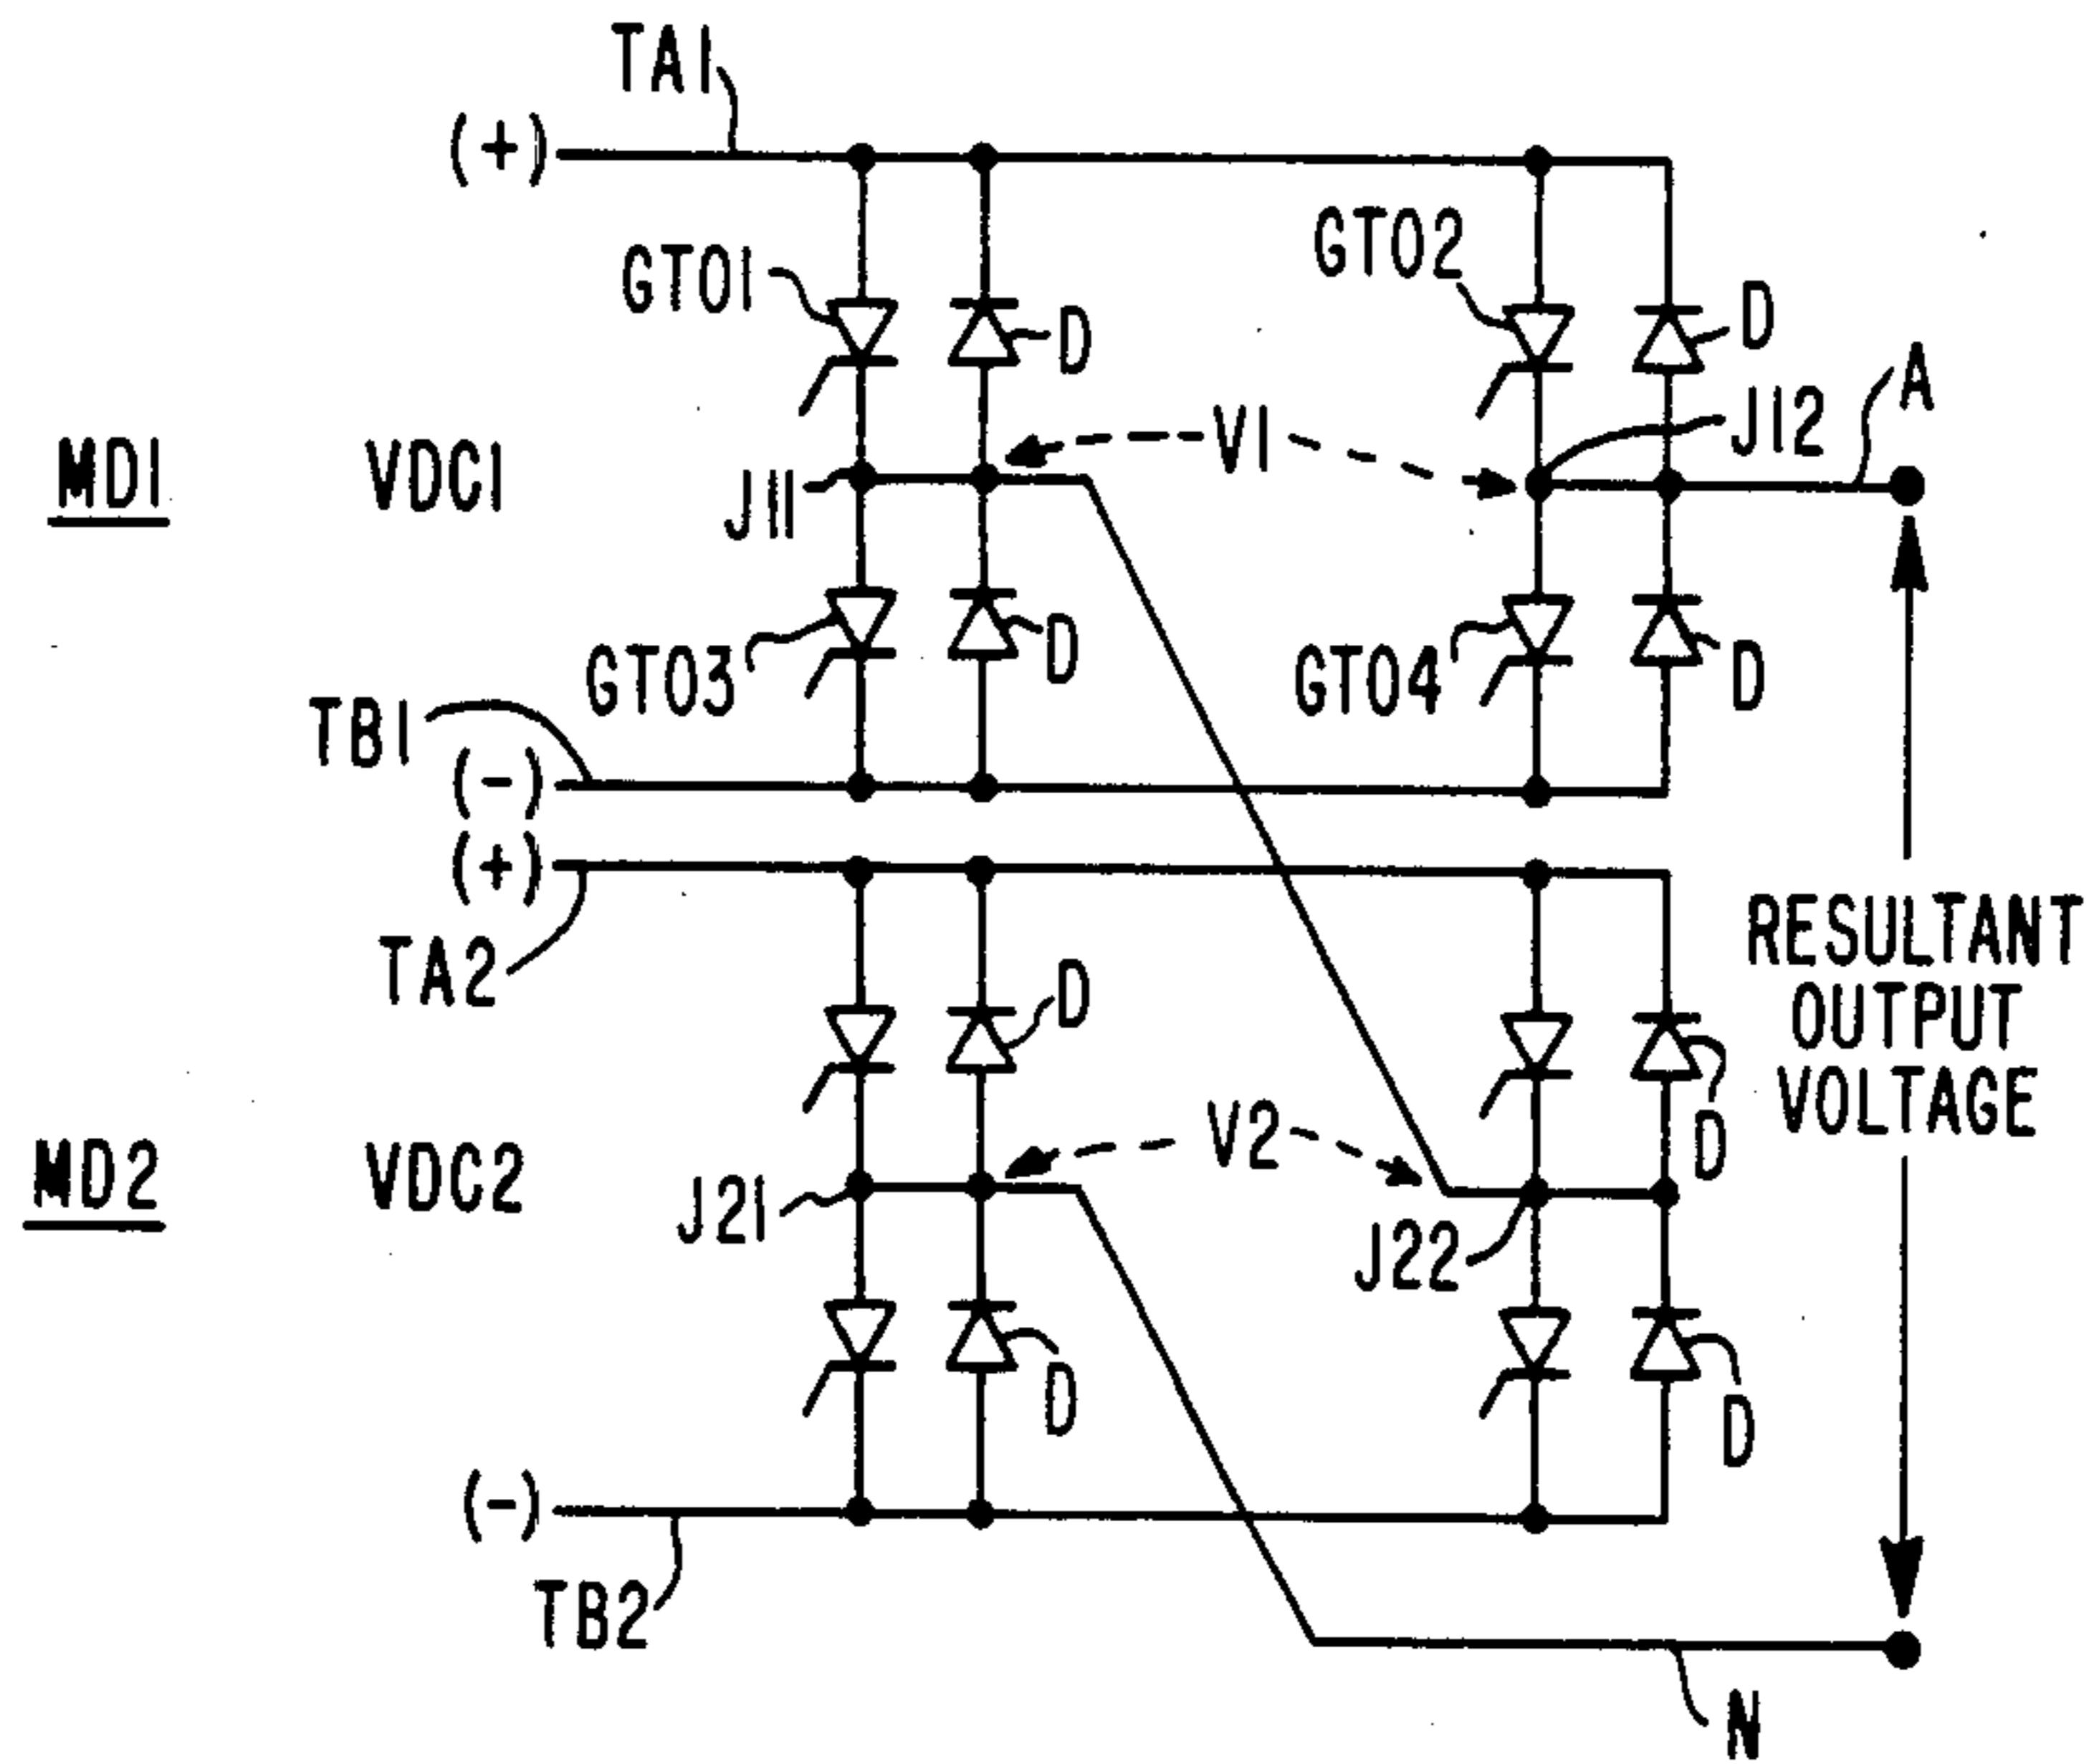 TA1
(+)
GTO1
D
GTO2
D
A
MD1
VDC1
J11
V1
J12
GTO3
D
GTO4
D
TB1
(-)
(+)
TA2
D
RESULTANT
OUTPUT
VOLTAGE
D
MD2
VDC2
J21
V2
J22
D
D
(-)
TB2
N